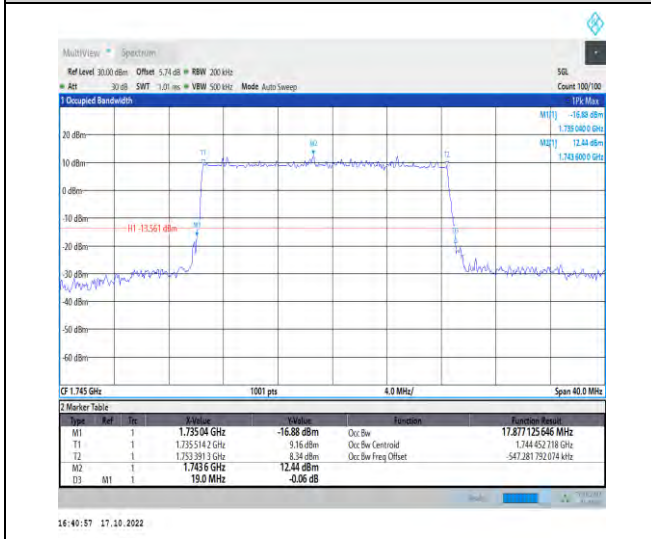 MultiView Spectrum
Ref Level 30.00 dBm Offset 5.74 dB RBW 200 kHz SGL
Att 30 dB SWT 1.01 ms VBW 500 kHz Mode Auto Sweep Count 100/100
1 Occupied Bandwidth 1Pk Max
M1[1] -16.88 dBm
1.735 040 0 GHz
M2[1] 12.44 dBm
1.743 600 0 GHz
20 dBm
M2
T1
T2
10 dBm
0 dBm
-10 dBm
H1 -13.561 dBm
M1
-20 dBm
-30 dBm
-40 dBm
-50 dBm
-60 dBm
CF 1.745 GHz 1001 pts 4.0 MHz/ Span 40.0 MHz
2 Marker Table
Type Ref Trc X-Value Y-Value Function Function Result
M1 1 1.735 04 GHz -16.88 dBm Occ Bw 17.877 125 646 MHz
T1 1 1.735 514 2 GHz 9.16 dBm Occ Bw Centroid 1.744 452 718 GHz
T2 1 1.753 391 3 GHz 8.34 dBm Occ Bw Freq Offset -547.281 792 074 kHz
M2 1 1.743 6 GHz 12.44 dBm
D3 M1 1 19.0 MHz -0.06 dB
16:40:57 17.10.2022